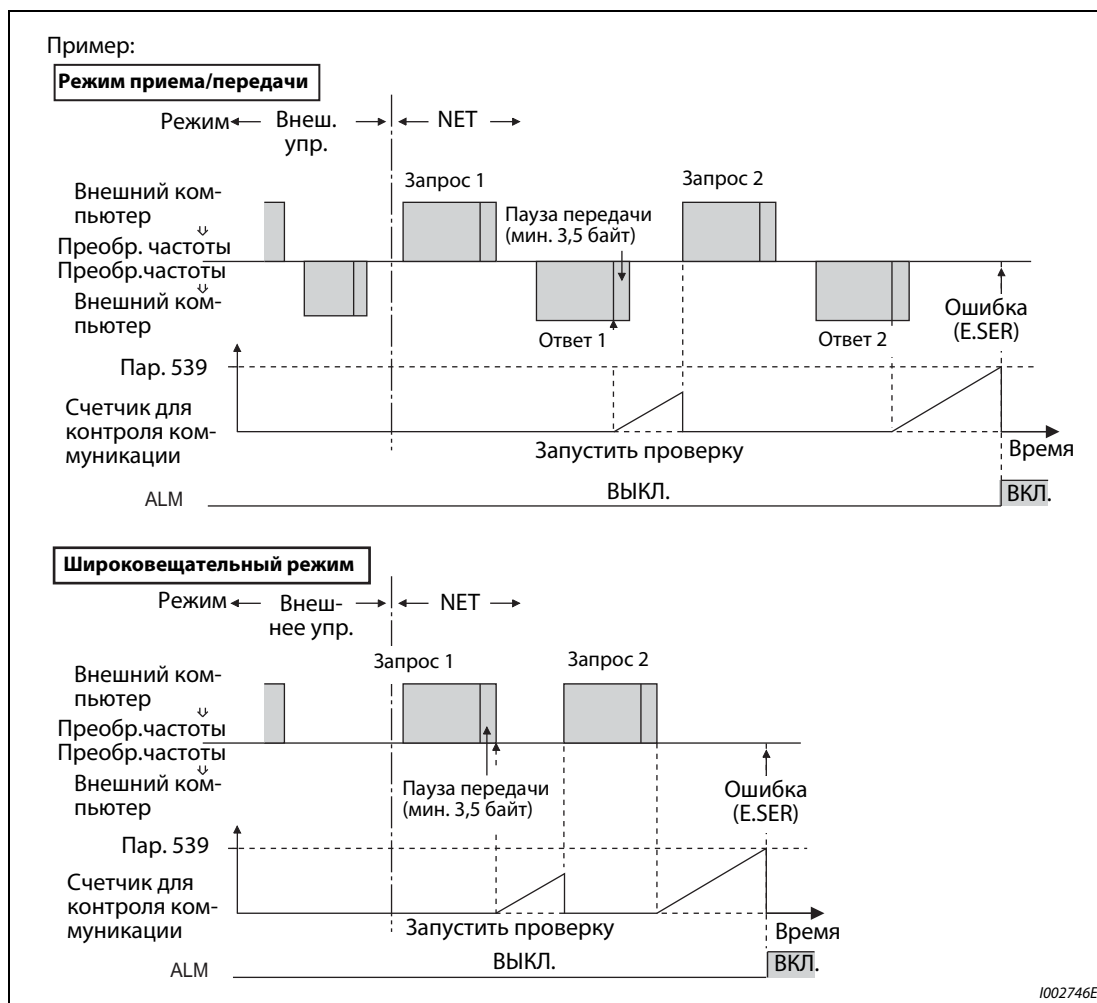 Пример:
Режим приема/передачи
Режим
Внеш.
упр.
NET
Внешний ком-
пьютер
Преобр. частоты
Преобр.частоты
Внешний ком-
пьютер
Запрос 1
Запрос 2
Пауза передачи
(мин. 3,5 байт)
Ответ 1
Ответ 2
Ошибка
(E.SER)
Пар. 539
Счетчик для
контроля ком-
муникации
Запустить проверку
Время
ALM
ВЫКЛ.
ВКЛ.
Широковещательный режим
Режим
Внеш-
нее упр.
NET
Запрос 1
Запрос 2
Внешний ком-
пьютер
Преобр.частоты
Преобр.частоты
Внешний ком-
пьютер
Пауза передачи
(мин. 3,5 байт)
Ошибка
(E.SER)
Пар. 539
Счетчик для
контроля ком-
муникации
Запустить проверку
Время
ALM
ВЫКЛ.
ВКЛ.
I002746E